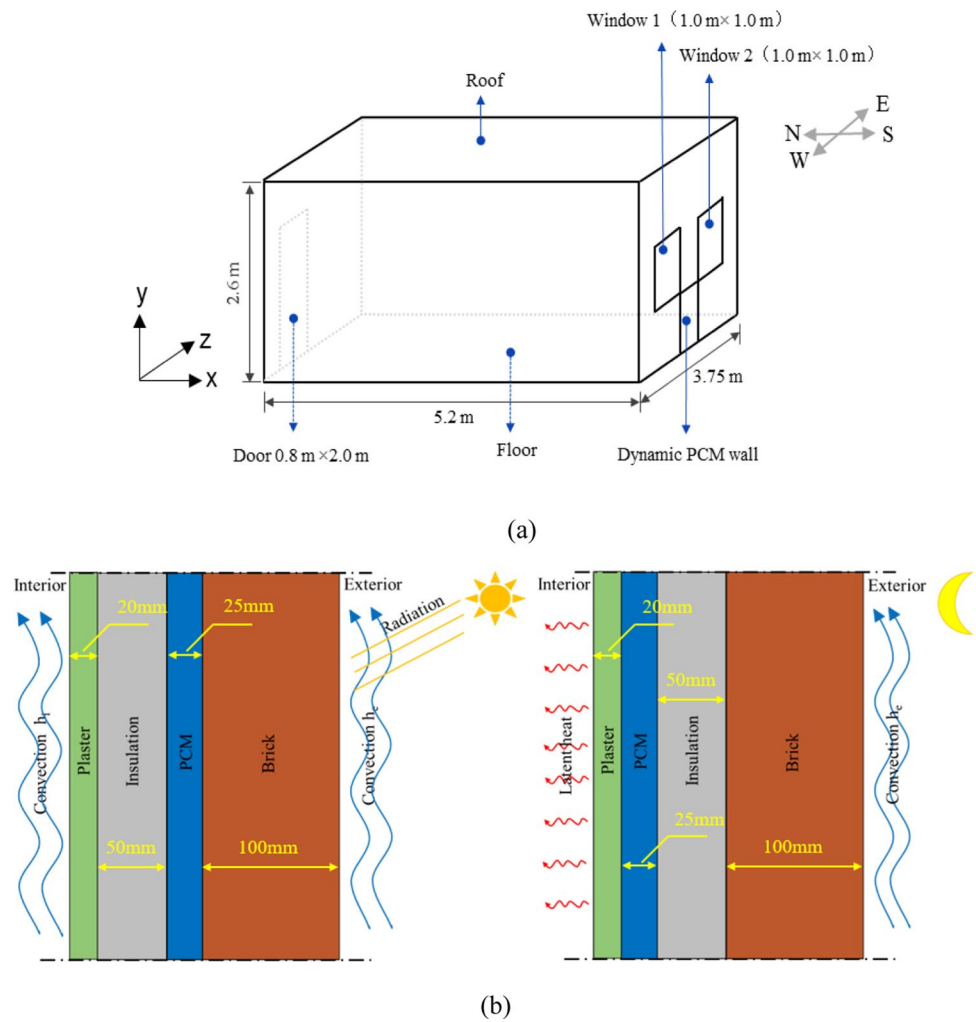 Window 1（1.0 m× 1.0 m）
Window 2（1.0 m× 1.0 m）
Roof
E
N
S
W
2.6 m
y
z
x
3.75 m
5.2 m
Door 0.8 m ×2.0 m
Floor
Dynamic PCM wall
(a)
Interior
Exterior
20mm
25mm
Radiation
Convection hi
Plaster
Insulation
PCM
Brick
Convection he
50mm
100mm
Interior
Exterior
20mm
50mm
Latent heat
Plaster
PCM
Insulation
Brick
Convection he
25mm
100mm
(b)